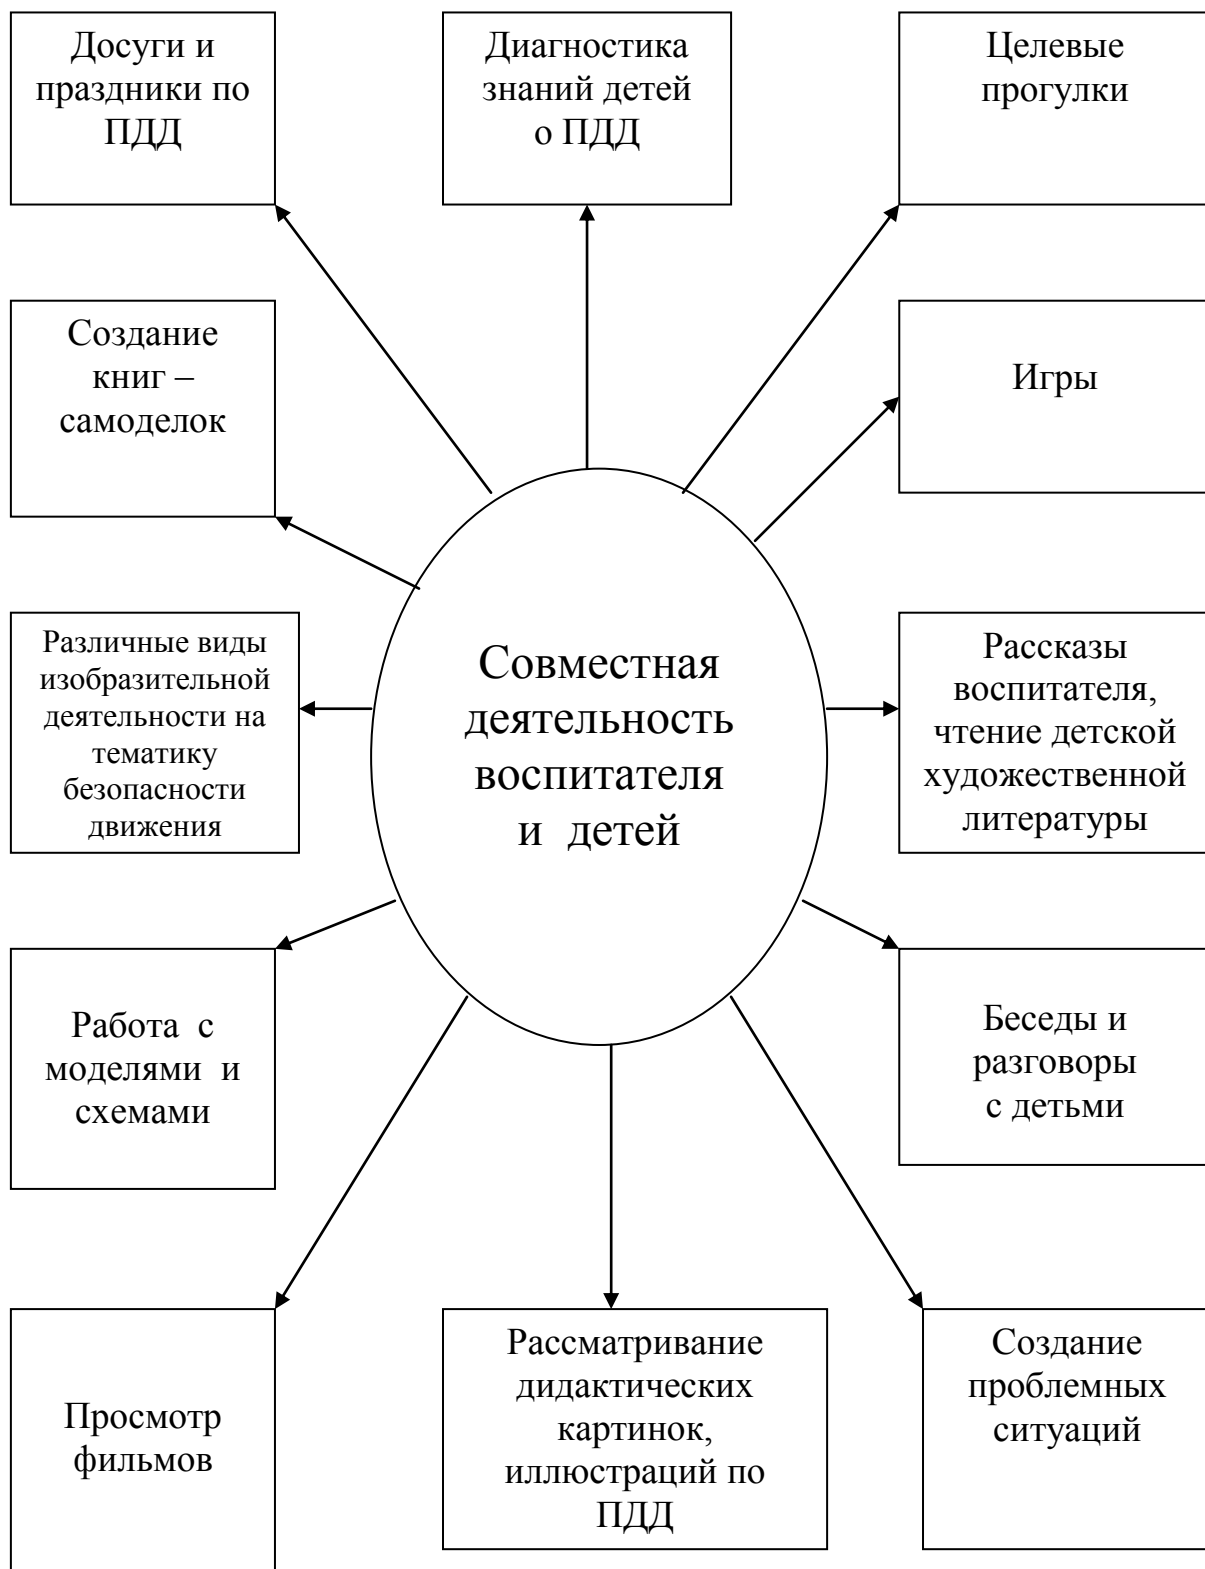 Досуги и
праздники по
ПДД
Диагностика
знаний детей
о ПДД
Целевые
прогулки
Создание
книг –
самоделок
Игры
Различные виды
изобразительной
деятельности на
тематику
безопасности
движения
Совместная
деятельность
воспитателя
и детей
Рассказы
воспитателя,
чтение детской
художественной
литературы
Работа с
моделями и
схемами
Беседы и
разговоры
с детьми
Просмотр
фильмов
Рассматривание
дидактических
картинок,
иллюстраций по
ПДД
Создание
проблемных
ситуаций